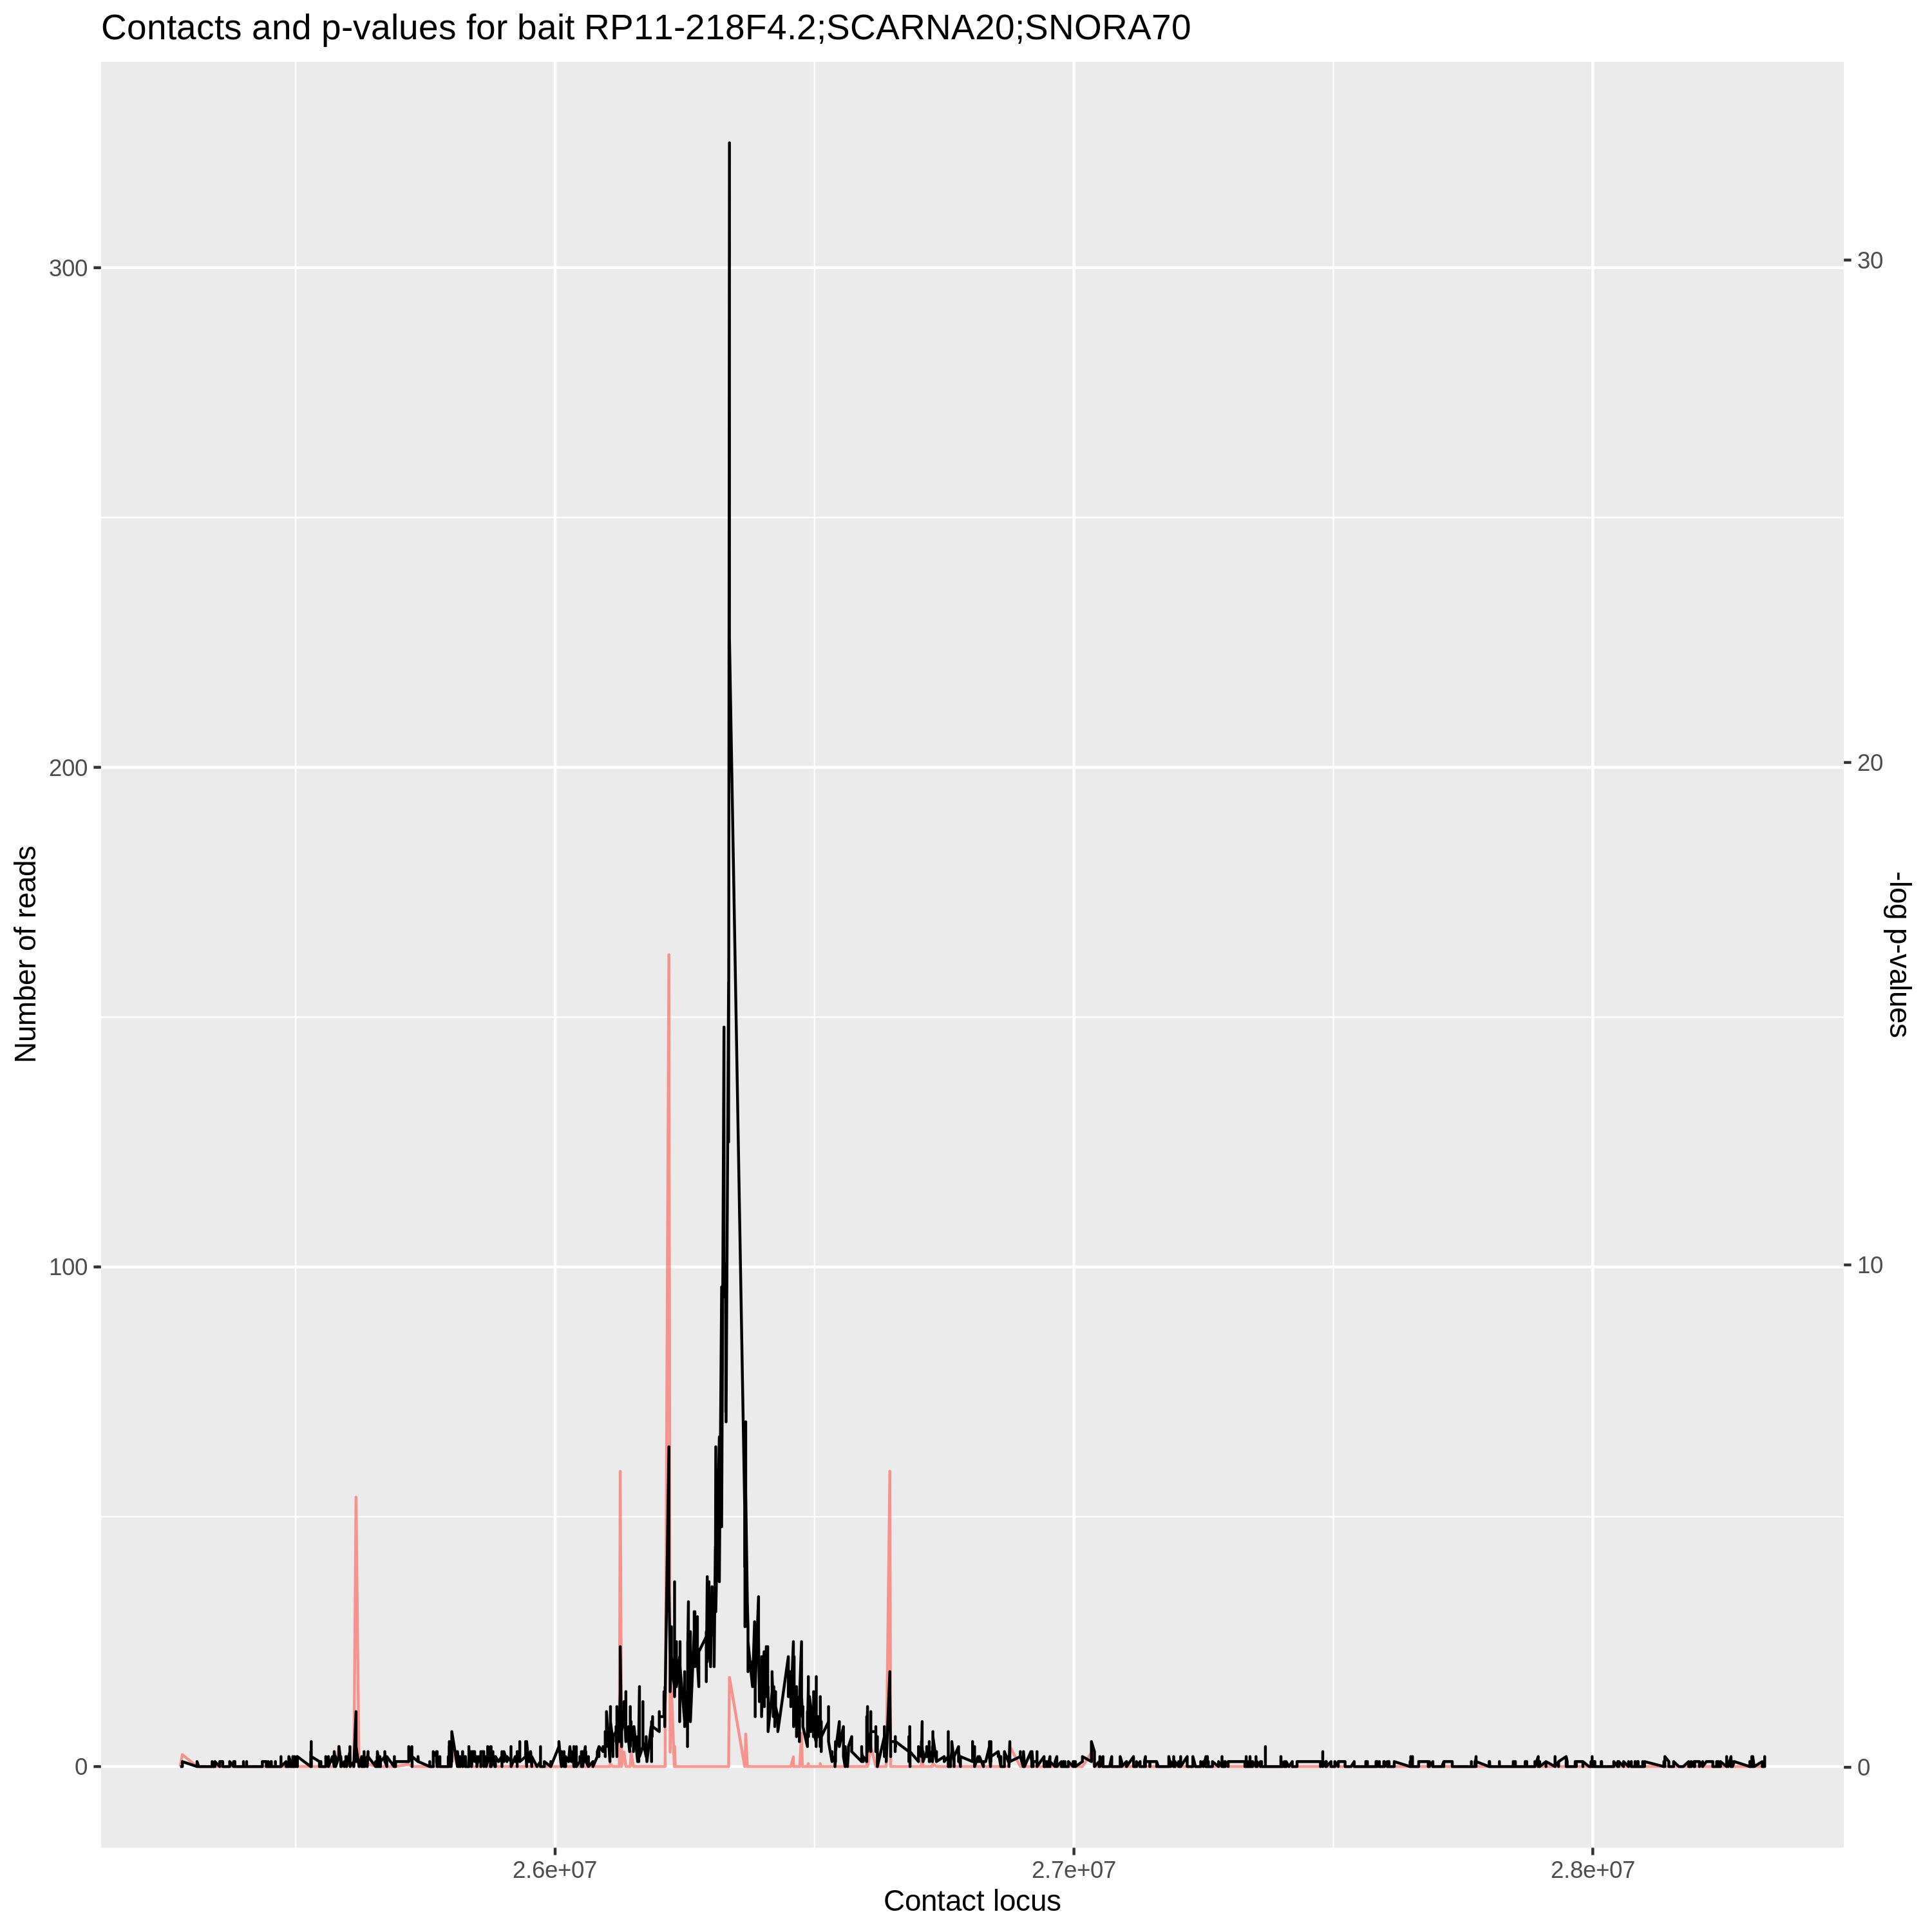 Contacts and p-values for bait RP11-218F4.2;SCARNA20;SNORA70
300
200
100
0
Number of reads
30
20
10
0
-log p-values
2.6e+07 2.7e+07 2.8e+07
Contact locus